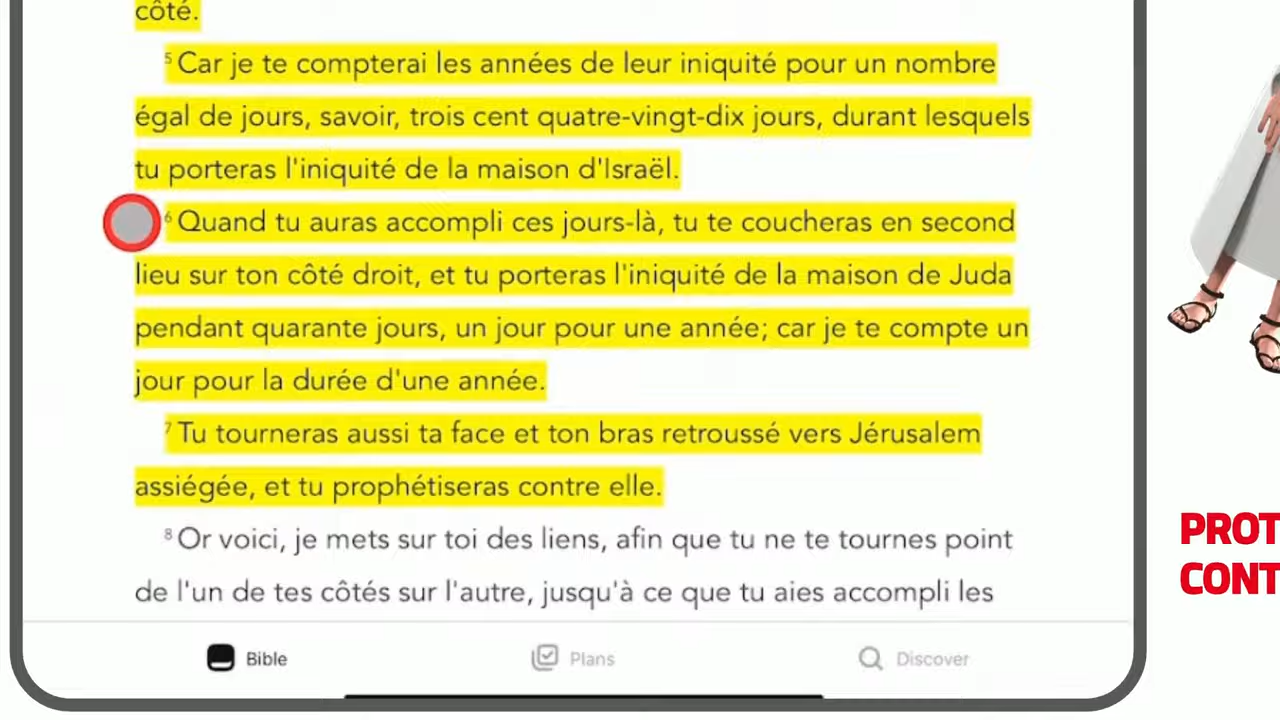 côté.
5 Car je te compterai les années de leur iniquité pour un nombre
égal de jours, savoir, trois cent quatre-vingt-dix jours, durant lesquels
tu porteras l'iniquité de la maison d'Israël.
6 Quand tu auras accompli ces jours-là, tu te coucheras en second
lieu sur ton côté droit, et tu porteras l'iniquité de la maison de Juda
pendant quarante jours, un jour pour une année; car je te compte un
jour pour la durée d'une année.
7 Tu tourneras aussi ta face et ton bras retroussé vers Jérusalem
assiégée, et tu prophétiseras contre elle.
8 Or voici, je mets sur toi des liens, afin que tu ne te tournes point
de l'un de tes côtés sur l'autre, jusqu'à ce que tu aies accompli les
Bible
Plans
Discover
PROT
CONT